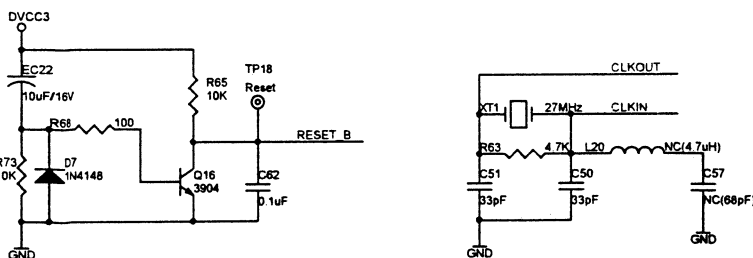 DVCC3
EC22
10uF/16V
R68 100
R73
0K
D7
1N4148
R65
10K
TP18
Reset
RESET_B
Q16
3904
C62
0.1uF
GND
CLKOUT
XT1 27MHz CLKIN
R63 4.7K L20 NC(4.7uH)
C51
33pF
C50
33pF
C57
NC(68pF)
GND
GND